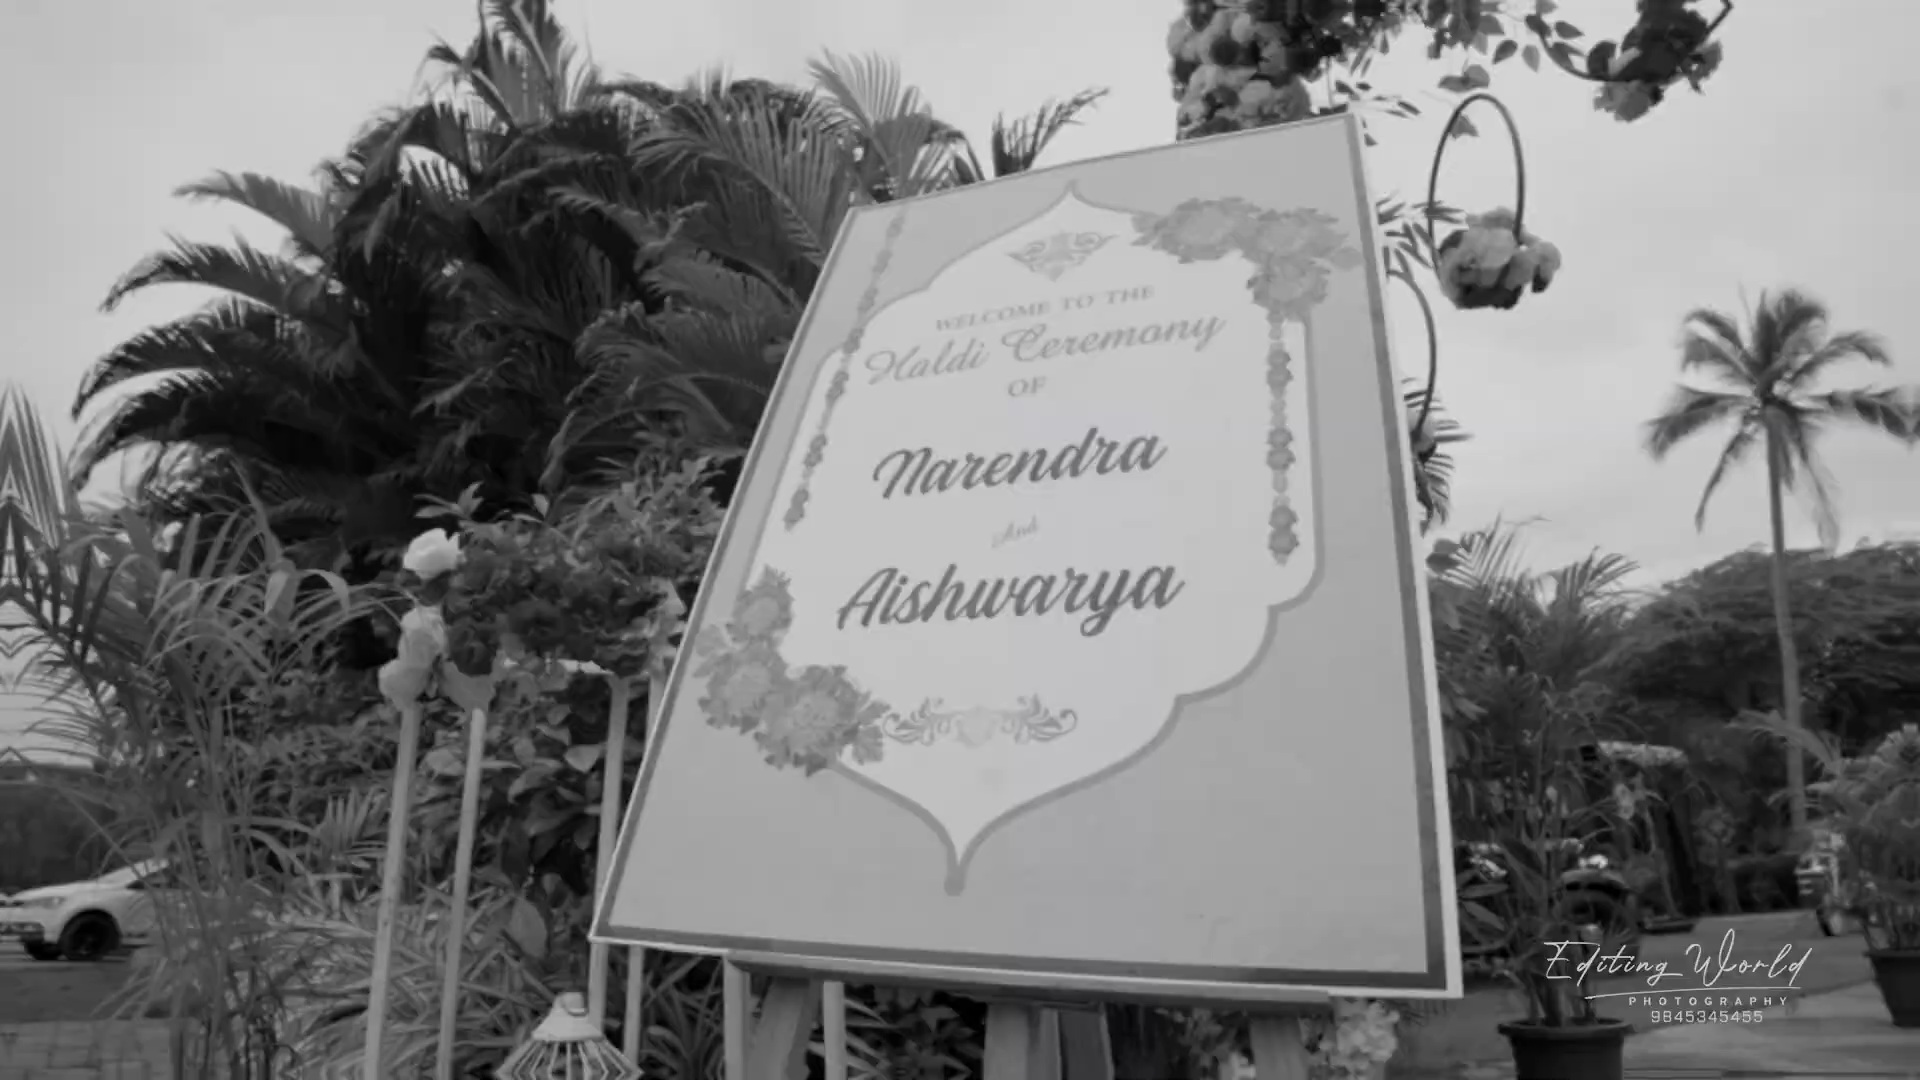 WELCOME TO THE
Haldi Ceremony
OF
Narendra
And
Aishwarya
Editing World
PHOTOGRAPHY
9845345455